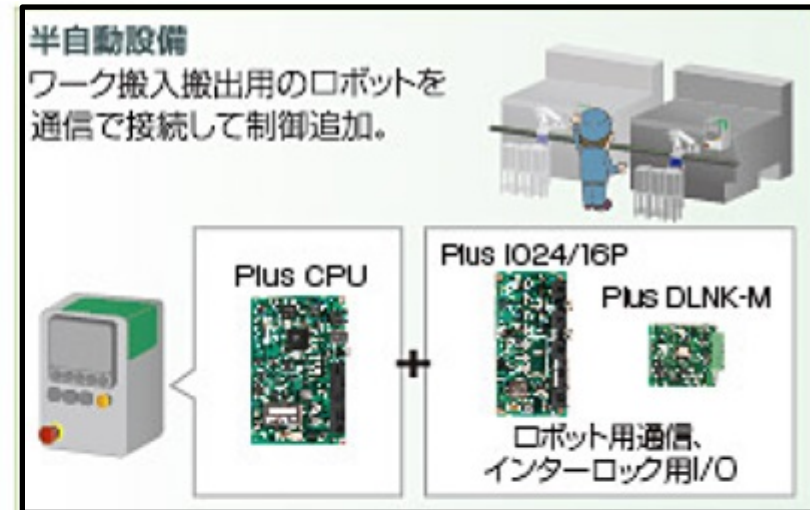 半自動設備
ワーク搬入搬出用のロボットを
通信で接続して制御追加。
Plus CPU
+
Plus IO24/16P
Plus DLNK-M
ロボット用通信、
インターロック用I/O